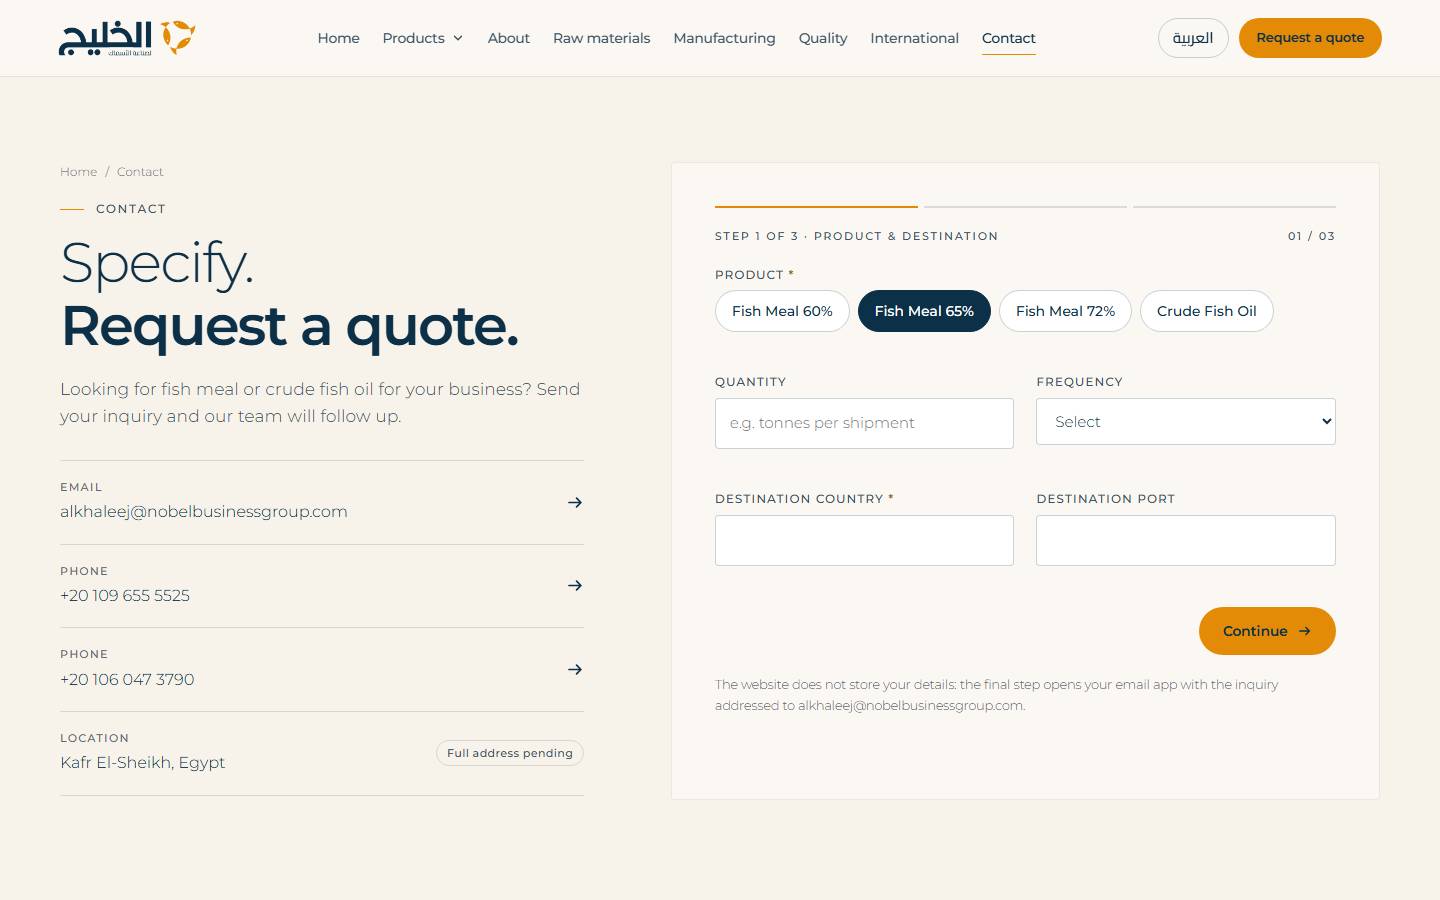 الخليج
لصناعة الأسماك
Home
Products
About
Raw materials
Manufacturing
Quality
International
Contact
العربية
Request a quote
Home / Contact
CONTACT
Specify.
Request a quote.
Looking for fish meal or crude fish oil for your business? Send
your inquiry and our team will follow up.
EMAIL
alkhaleej@nobelbusinessgroup.com
PHONE
+20 109 655 5525
PHONE
+20 106 047 3790
LOCATION
Kafr El-Sheikh, Egypt
Full address pending
STEP 1 OF 3 · PRODUCT & DESTINATION
01 / 03
PRODUCT *
Fish Meal 60%
Fish Meal 65%
Fish Meal 72%
Crude Fish Oil
QUANTITY
FREQUENCY
e.g. tonnes per shipment
Select
DESTINATION COUNTRY *
DESTINATION PORT
Continue →
The website does not store your details: the final step opens your email app with the inquiry
addressed to alkhaleej@nobelbusinessgroup.com.